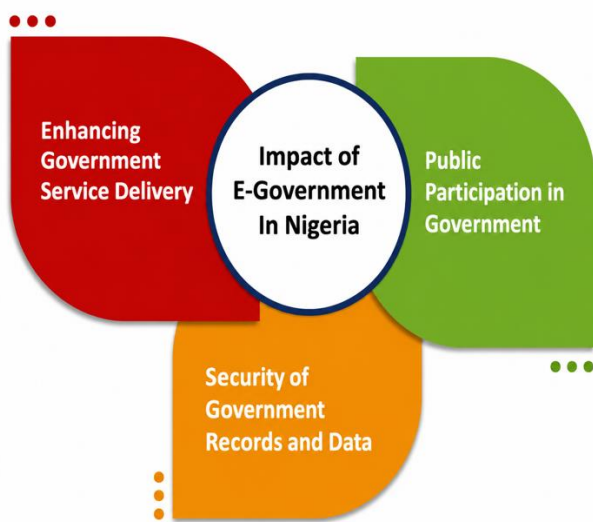 Enhancing
Government
Service Delivery
Impact of
E-Government
In Nigeria
Public
Participation in
Government
Security of
Government
Records and Data